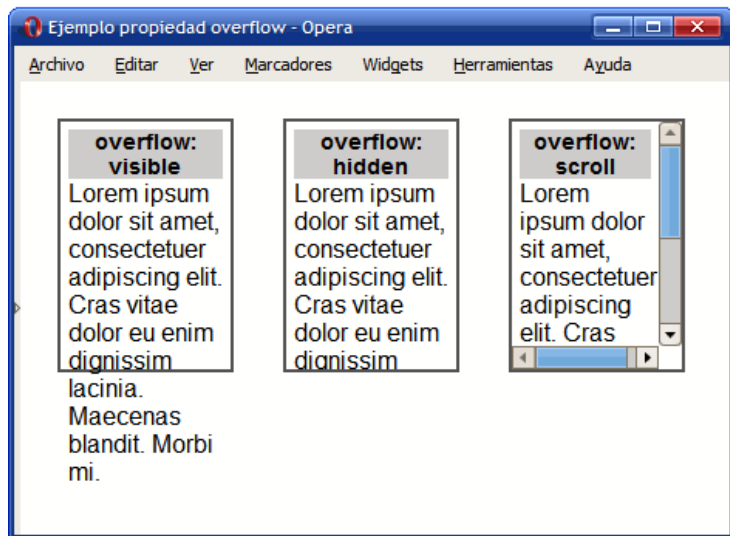 Ejemplo propiedad overflow - Opera
Archivo Editar Ver Marcadores Widgets Herramientas Ayuda
overflow:
visible
Lorem ipsum
dolor sit amet,
consectetuer
adipiscing elit.
Cras vitae
dolor eu enim
dignissim
lacinia.
Maecenas
blandit. Morbi
mi.
overflow:
hidden
Lorem ipsum
dolor sit amet,
consectetuer
adipiscing elit.
Cras vitae
dolor eu enim
dignissim
overflow:
scroll
Lorem
ipsum dolor
sit amet,
consectetuer
adipiscing
elit. Cras